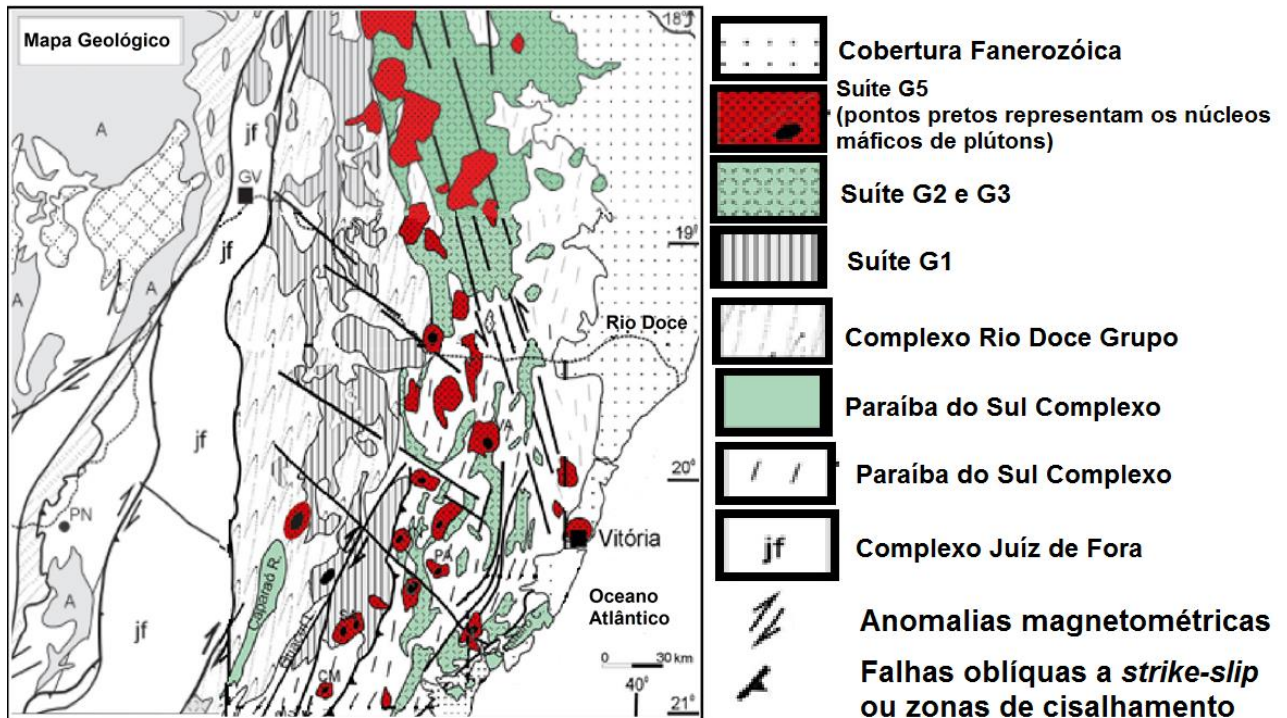 Mapa Geológico
18°
A
jf
GV
jf
19°
A
A
Rio Doce
jf
VA
20°
PN
Vitória
PA
Caparaó R.
A
jf
Oceano
Atlântico
0 30 km
CM
40°
21°
Cobertura Fanerozóica
Suíte G5
(pontos pretos representam os núcleos
máficos de plútons)
Suíte G2 e G3
Suíte G1
Complexo Rio Doce Grupo
Paraíba do Sul Complexo
Paraíba do Sul Complexo
jf
Complexo Juíz de Fora
Anomalias magnetométricas
Falhas oblíquas a strike-slip
ou zonas de cisalhamento